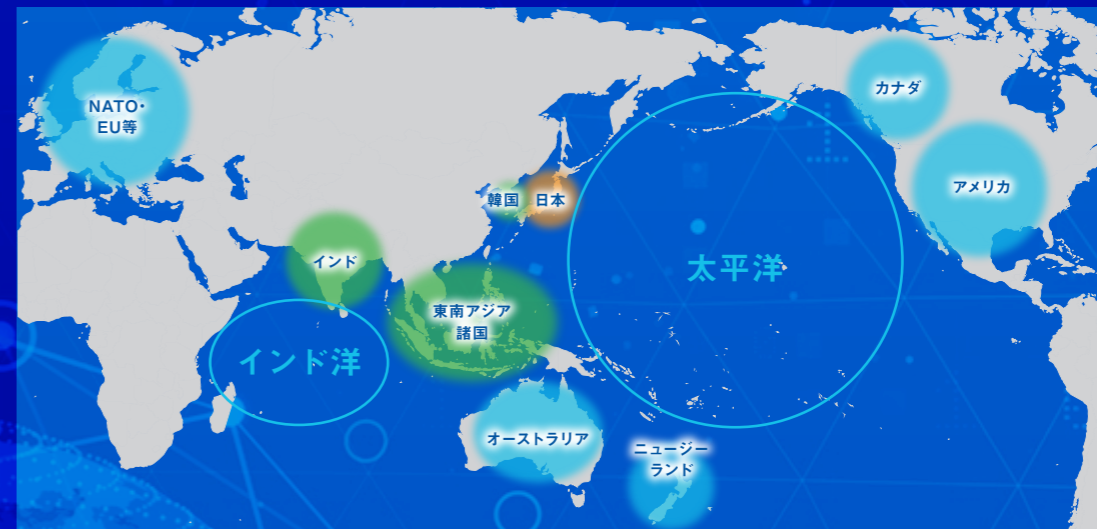 NATO・
EU等
カナダ
アメリカ
韓国
日本
インド
太平洋
東南アジア
諸国
インド洋
オーストラリア
ニュージー
ランド